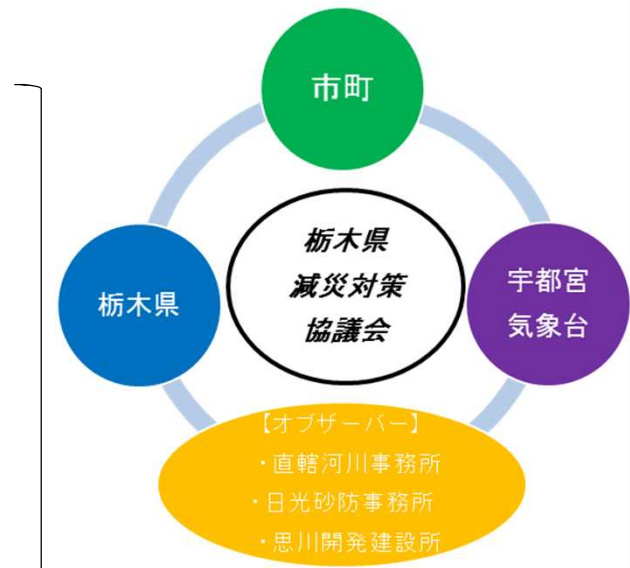 市町
栃木県
減災対策
協議会
栃木県
宇都宮
気象台
【オブザーバー】
・直轄河川事務所
・日光砂防事務所
・思川開発建設所